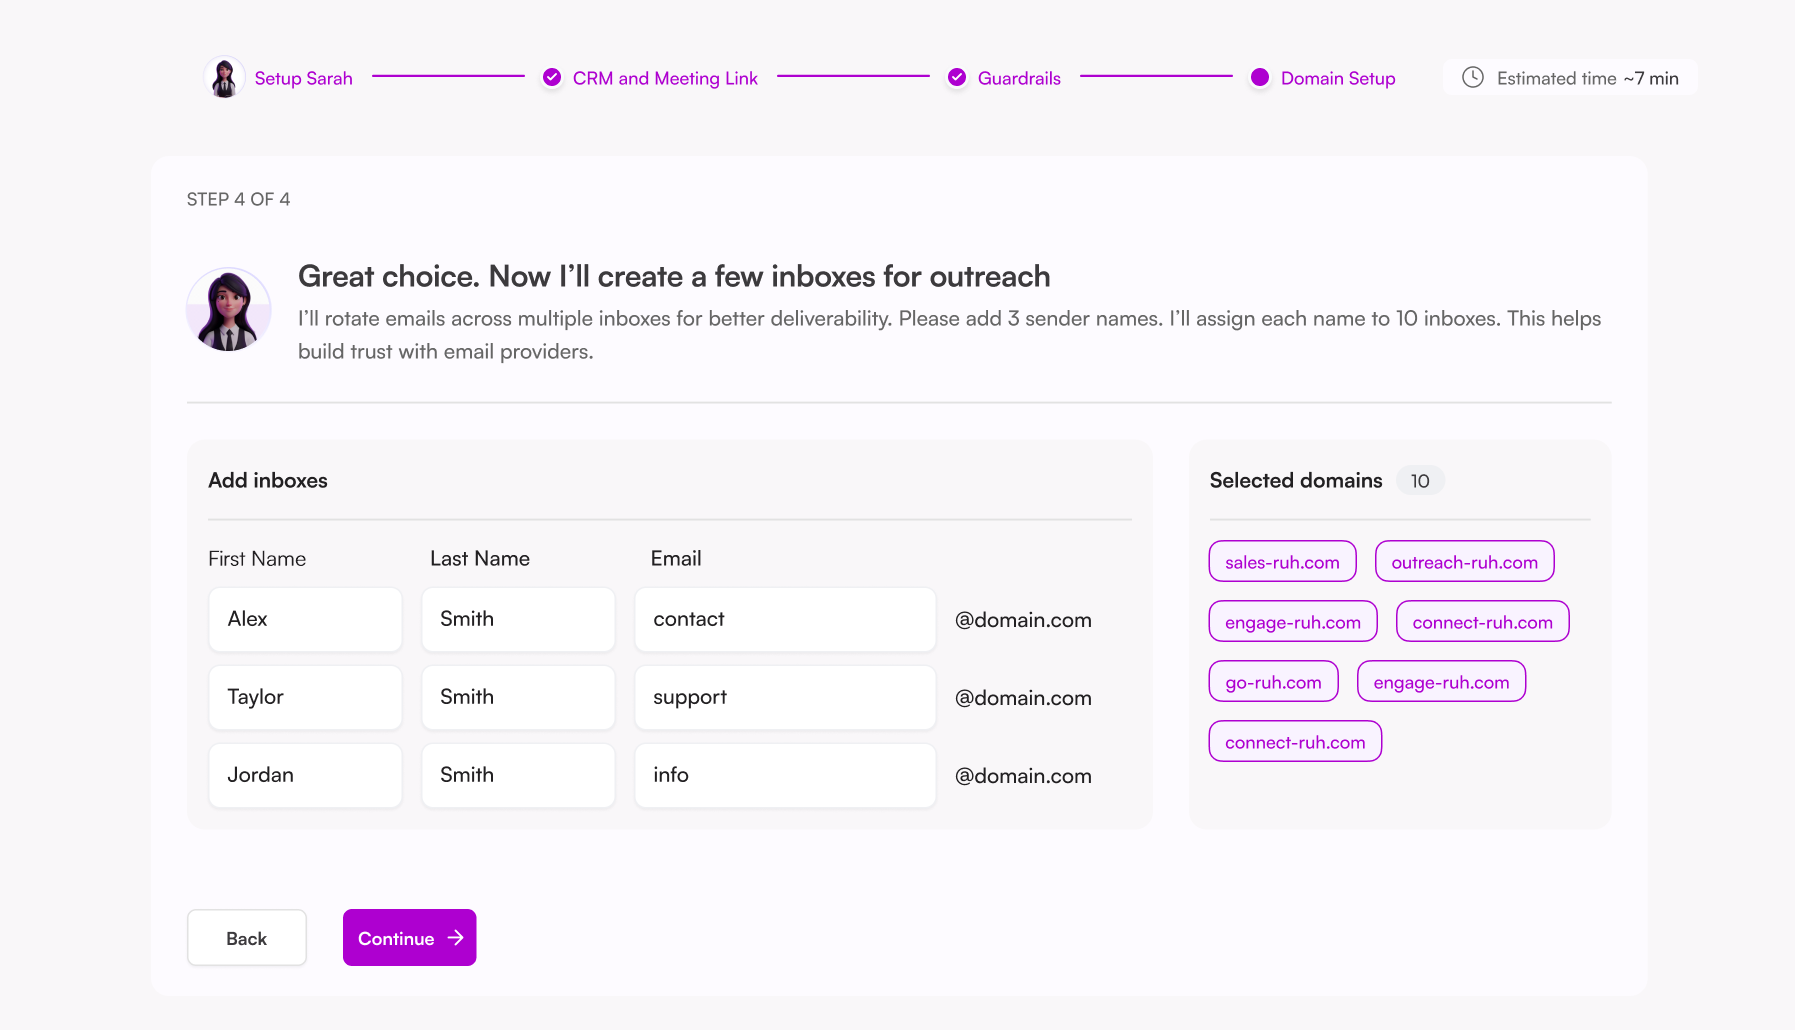 Setup Sarah
CRM and Meeting Link
Guardrails
Domain Setup
Estimated time ~7 min
STEP 4 OF 4
Great choice. Now I’ll create a few inboxes for outreach
I’ll rotate emails across multiple inboxes for better deliverability. Please add 3 sender names. I’ll assign each name to 10 inboxes. This helps
build trust with email providers.
Add inboxes
First Name Last Name Email
Alex Smith contact @domain.com
Taylor Smith support @domain.com
Jordan Smith info @domain.com
Selected domains 10
sales-ruh.com outreach-ruh.com
engage-ruh.com connect-ruh.com
go-ruh.com engage-ruh.com
connect-ruh.com
Back
Continue